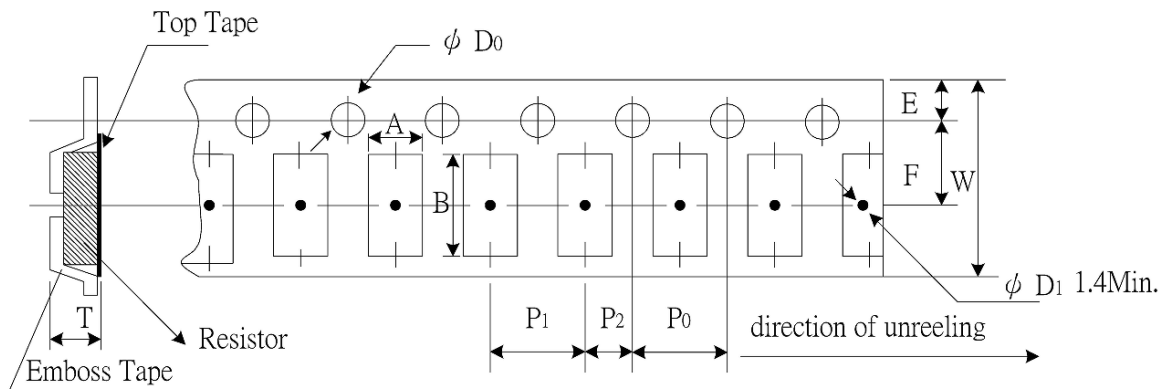 Top Tape
ϕ D₀
A
E
B
F
W
ϕ D₁ 1.4Min.
T
P₁
P₂
P₀
direction of unreeling
Resistor
Emboss Tape